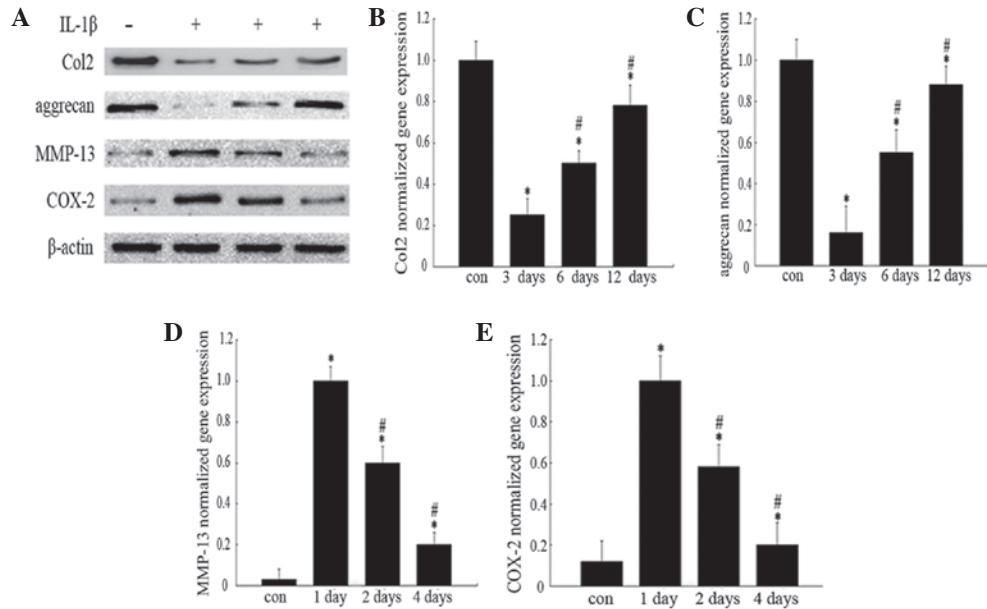 A
IL-1β - + + +
Col2
aggrecan
MMP-13
COX-2
β-actin
B
Col2 normalized gene expression
1.2
1.0
0.8
0.6
0.4
0.2
0
*
#
*
#
*
con 3 days 6 days 12 days
C
aggrecan normalized gene expression
1.2
1.0
0.8
0.6
0.4
0.2
0
*
#
*
#
*
con 3 days 6 days 12 days
D
MMP-13 normalized gene expression
1.2
1.0
0.8
0.6
0.4
0.2
0
*
#
*
#
*
con 1 day 2 days 4 days
E
COX-2 normalized gene expression
1.2
1.0
0.8
0.6
0.4
0.2
0
*
#
*
#
*
con 1 day 2 days 4 days